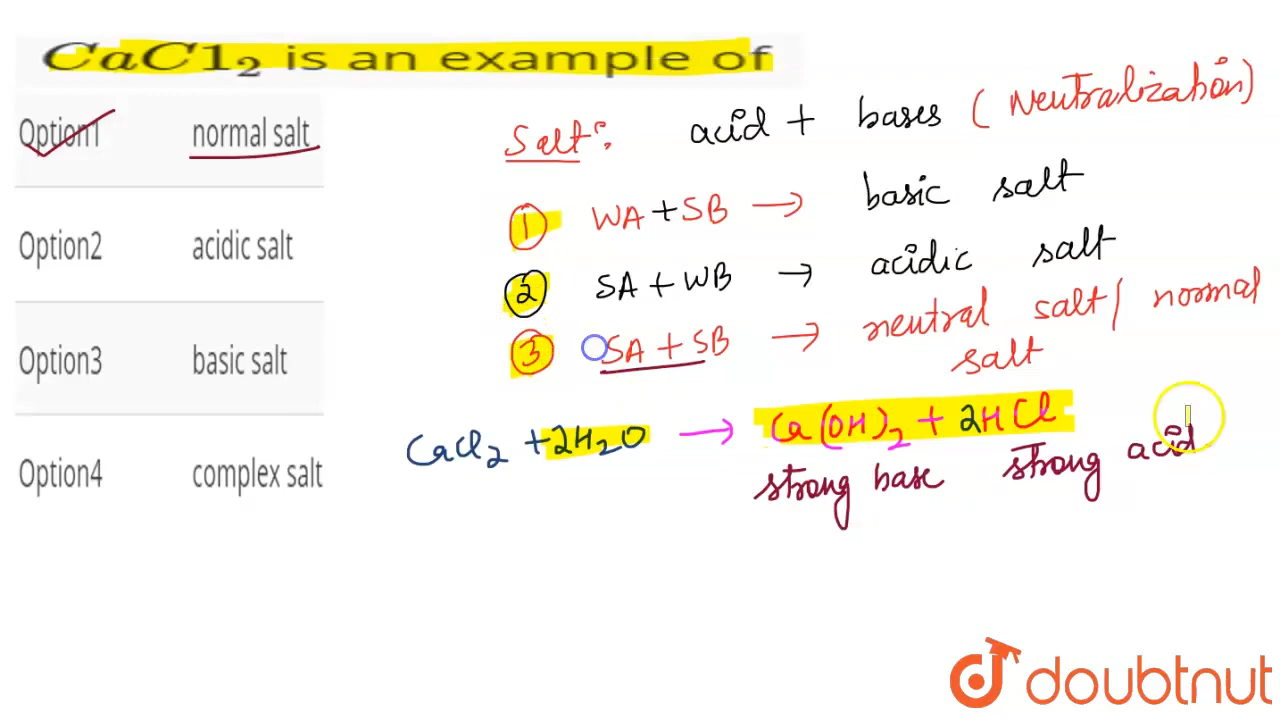 CaC1₂ is an example of
Option1 normal salt
Option2 acidic salt
Option3 basic salt
Option4 complex salt
Salt: acid + bases (Neutralization)
1 WA + SB → basic salt
2 SA + WB → acidic salt
3 SA + SB → neutral salt/ normal
salt
CaCl₂ + 2H₂O → Ca(OH)₂ + 2HCl
strong base strong acid
doubtnut